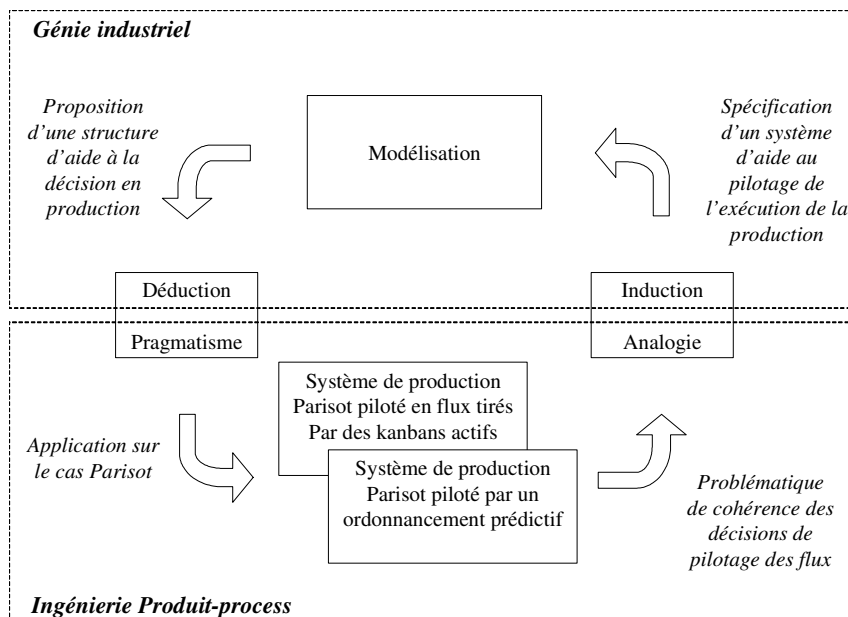 Génie industriel
Proposition
d'une structure
d'aide à la
décision en
production
Modélisation
Spécification
d'un système
d'aide au
pilotage de
l'exécution de la
production
Déduction
Induction
Pragmatisme
Analogie
Système de production
Parisot piloté en flux tirés
Par des kanbans actifs
Application sur
le cas Parisot
Système de production
Parisot piloté par un
ordonnancement prédictif
Problématique
de cohérence des
décisions de
pilotage des flux
Ingénierie Produit-process